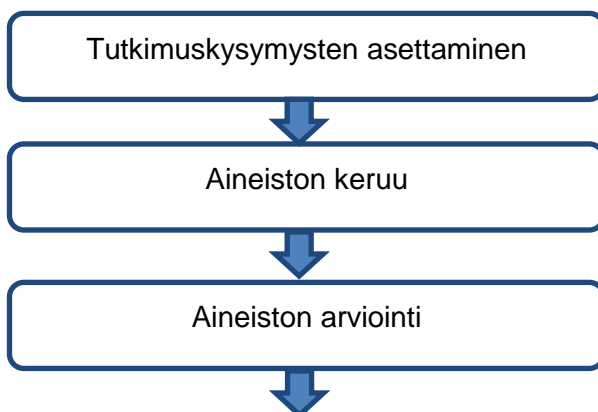 Tutkimuskysymysten asettaminen
Aineiston keruu
Aineiston arviointi